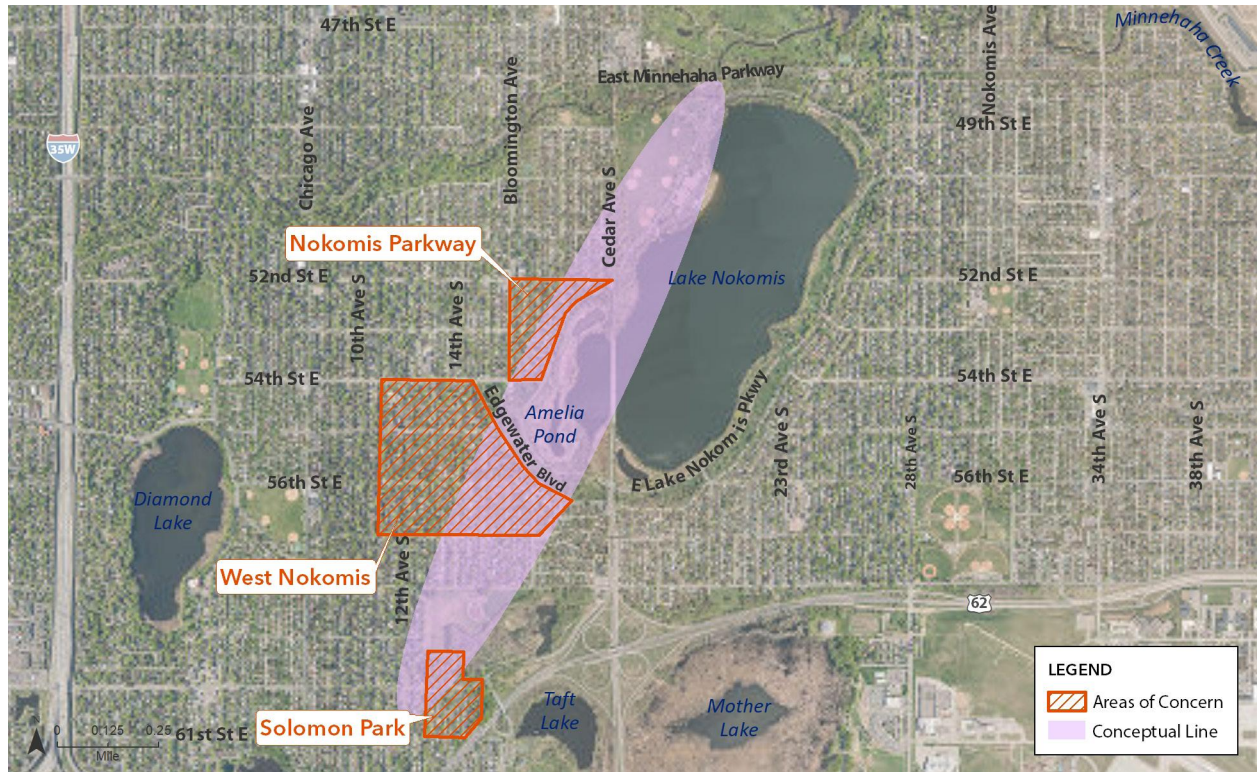 47th St E
Minnehaha Creek
Nokomis Ave
East Minnehaha Parkway
Bloomington Ave
Chicago Ave
49th St E
35W
Cedar Ave S
Nokomis Parkway
52nd St E
Lake Nokomis
52nd St E
10th Ave S
14th Ave S
54th St E
54th St E
Edgewater Blvd
Amelia
Pond
E Lake Nokomis Pkwy
23rd Ave S
28th Ave S
34th Ave S
38th Ave S
56th St E
56th St E
Diamond
Lake
West Nokomis
12th Ave S
62
LEGEND
Areas of Concern
Conceptual Line
Taft
Lake
Mother
Lake
Solomon Park
61st St E
0 0.125 0.25
Mile